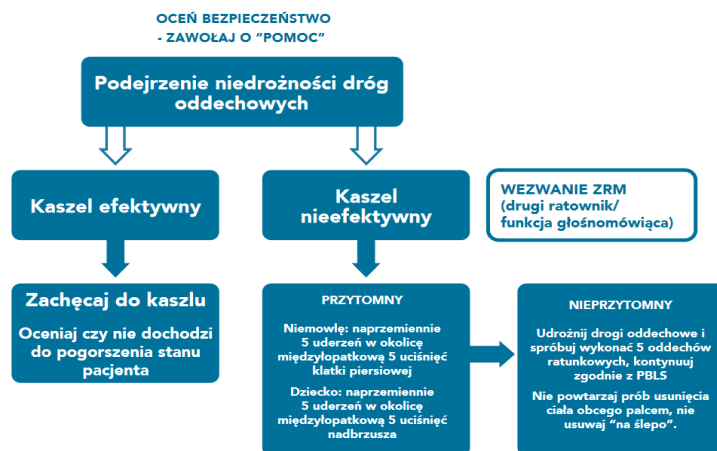 OCEŃ BEZPIECZEŃSTWO
- ZAWOŁAJ O “POMOC”
Podejrzenie niedrożności dróg
oddechowych
Kaszel efektywny
Kaszel
nieefektywny
WEZWANIE ZRM
(drugi ratownik/
funkcja głośnomówiąca)
Zachęcaj do kaszlu
Oceniaj czy nie dochodzi
do pogorszenia stanu
pacjenta
PRZYTOMNY
Niemowlę: naprzemiennie
5 uderzeń w okolicę
międzyłopatkową 5 uciśnięć
klatki piersiowej
Dziecko: naprzemiennie
5 uderzeń w okolicę
międzyłopatkową 5 uciśnięć
nadbrzusza
NIEPRZYTOMNY
Udrożnij drogi oddechowe i
spróbuj wykonać 5 oddechów
ratunkowych, kontynuuj
zgodnie z PBLS
Nie powtarzaj prób usunięcia
ciała obcego palcem, nie
usuwaj “na ślepo”.